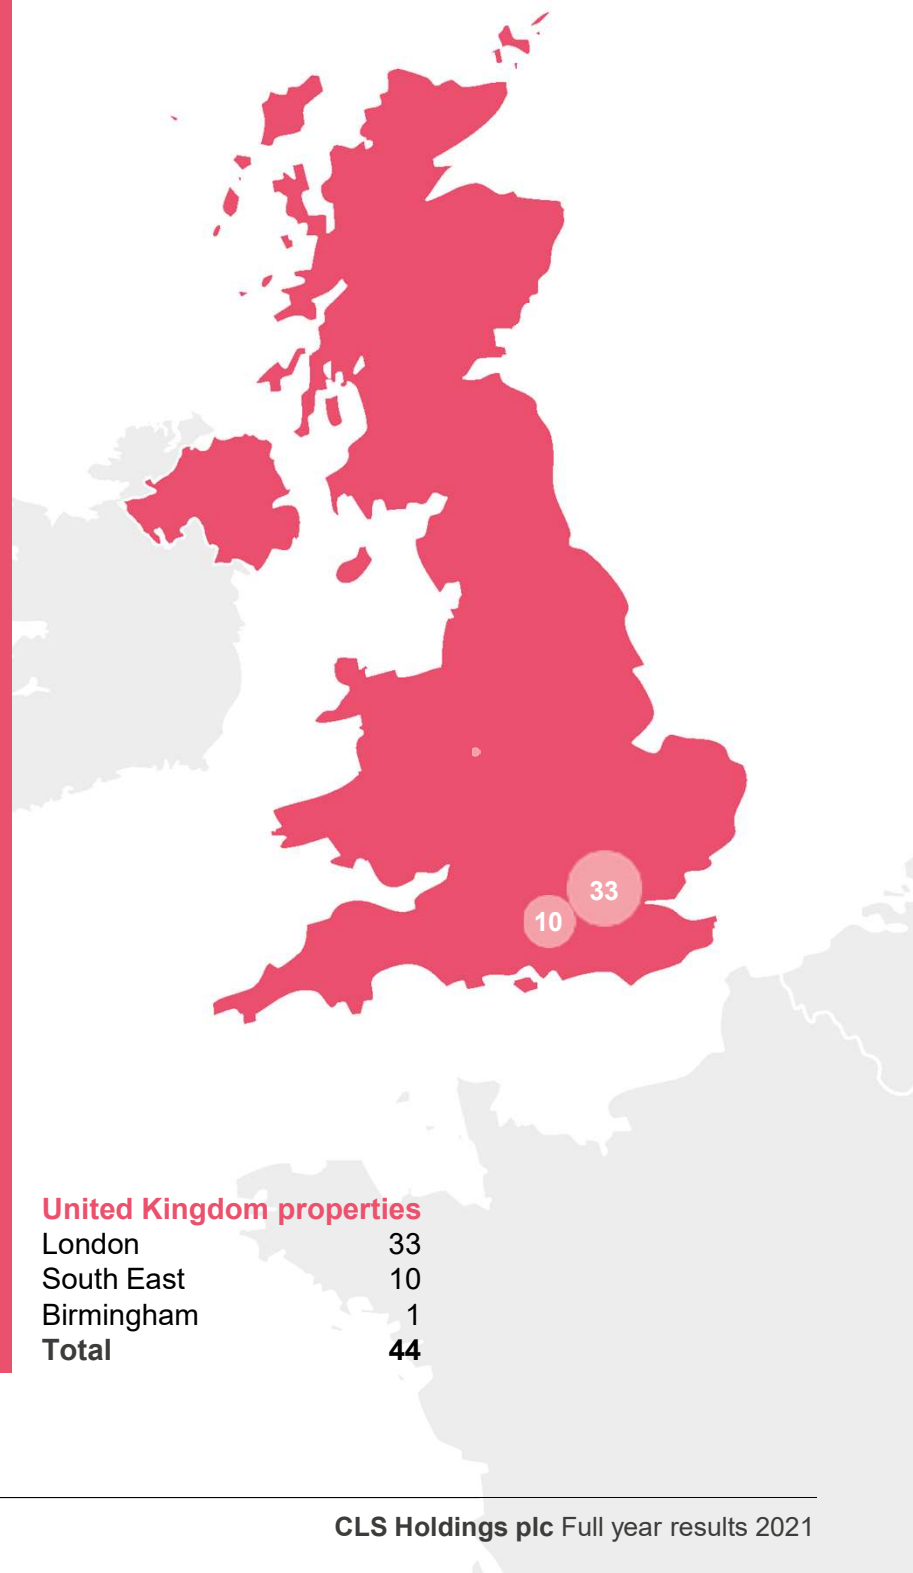 33
10
United Kingdom properties
London 33
South East 10
Birmingham 1
Total 44
CLS Holdings plc Full year results 2021